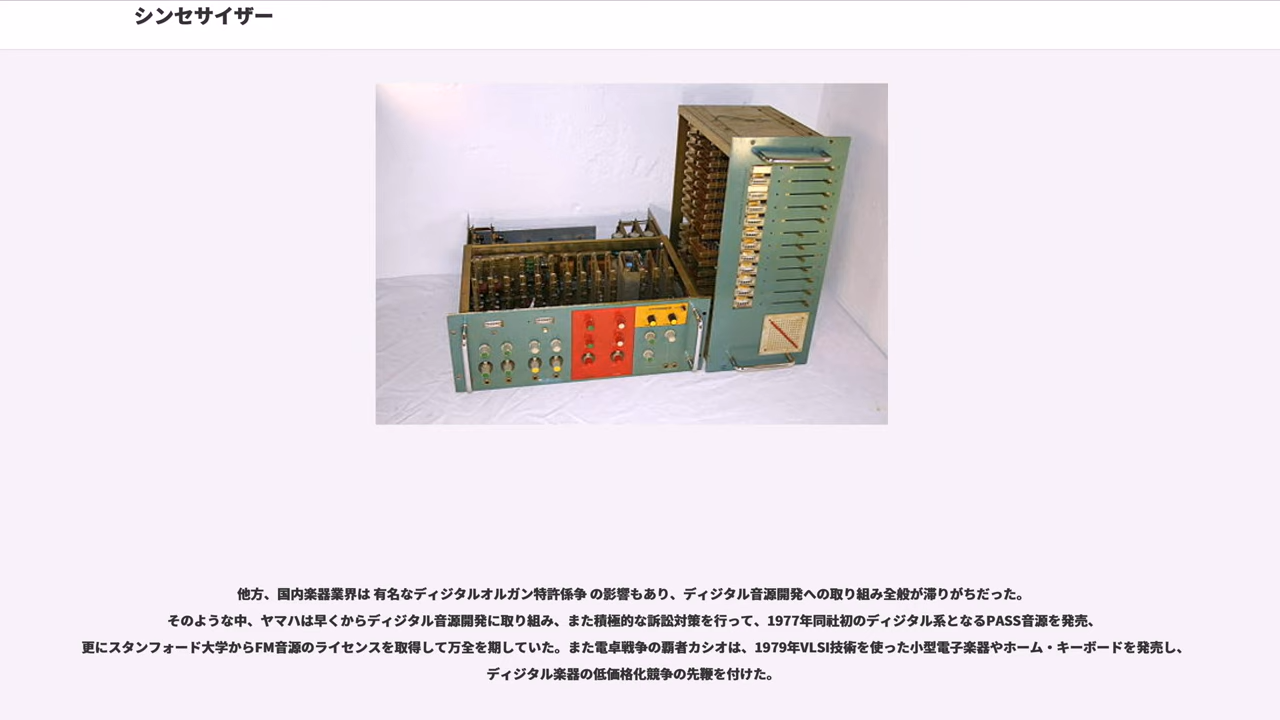 シンセサイザー
他方、国内楽器業界は 有名なディジタルオルガン特許係争 の影響もあり、ディジタル音源開発への取り組み全般が滞りがちだった。
そのような中、ヤマハは早くからディジタル音源開発に取り組み、また積極的な訴訟対策を行って、1977年同社初のディジタル系となるPASS音源を発売、
更にスタンフォード大学からFM音源のライセンスを取得して万全を期していた。また電卓戦争の覇者カシオは、1979年VLSI技術を使った小型電子楽器やホーム・キーボードを発売し、
ディジタル楽器の低価格化競争の先鞭を付けた。